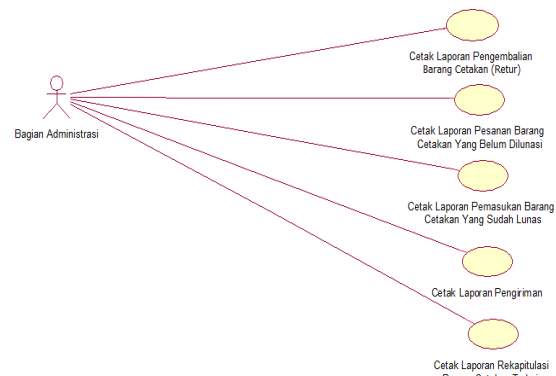 Cetak Laporan Pengembalian
Barang Cetakan (Retur)
Bagian Administrasi
Cetak Laporan Pesanan Barang
Cetakan Yang Belum Dilunasi
Cetak Laporan Pemasukan Barang
Cetakan Yang Sudah Lunas
Cetak Laporan Pengiriman
Cetak Laporan Rekapitulasi